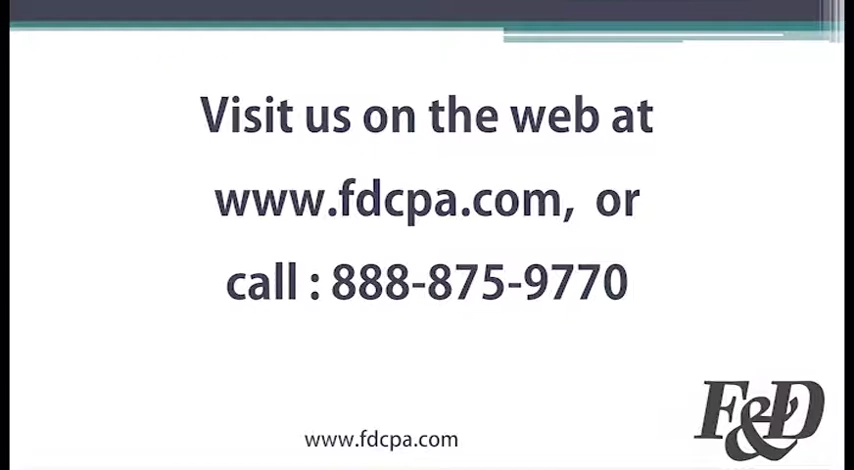 Visit us on the web at
www.fdcpa.com, or
call : 888-875-9770
www.fdcpa.com
F&D